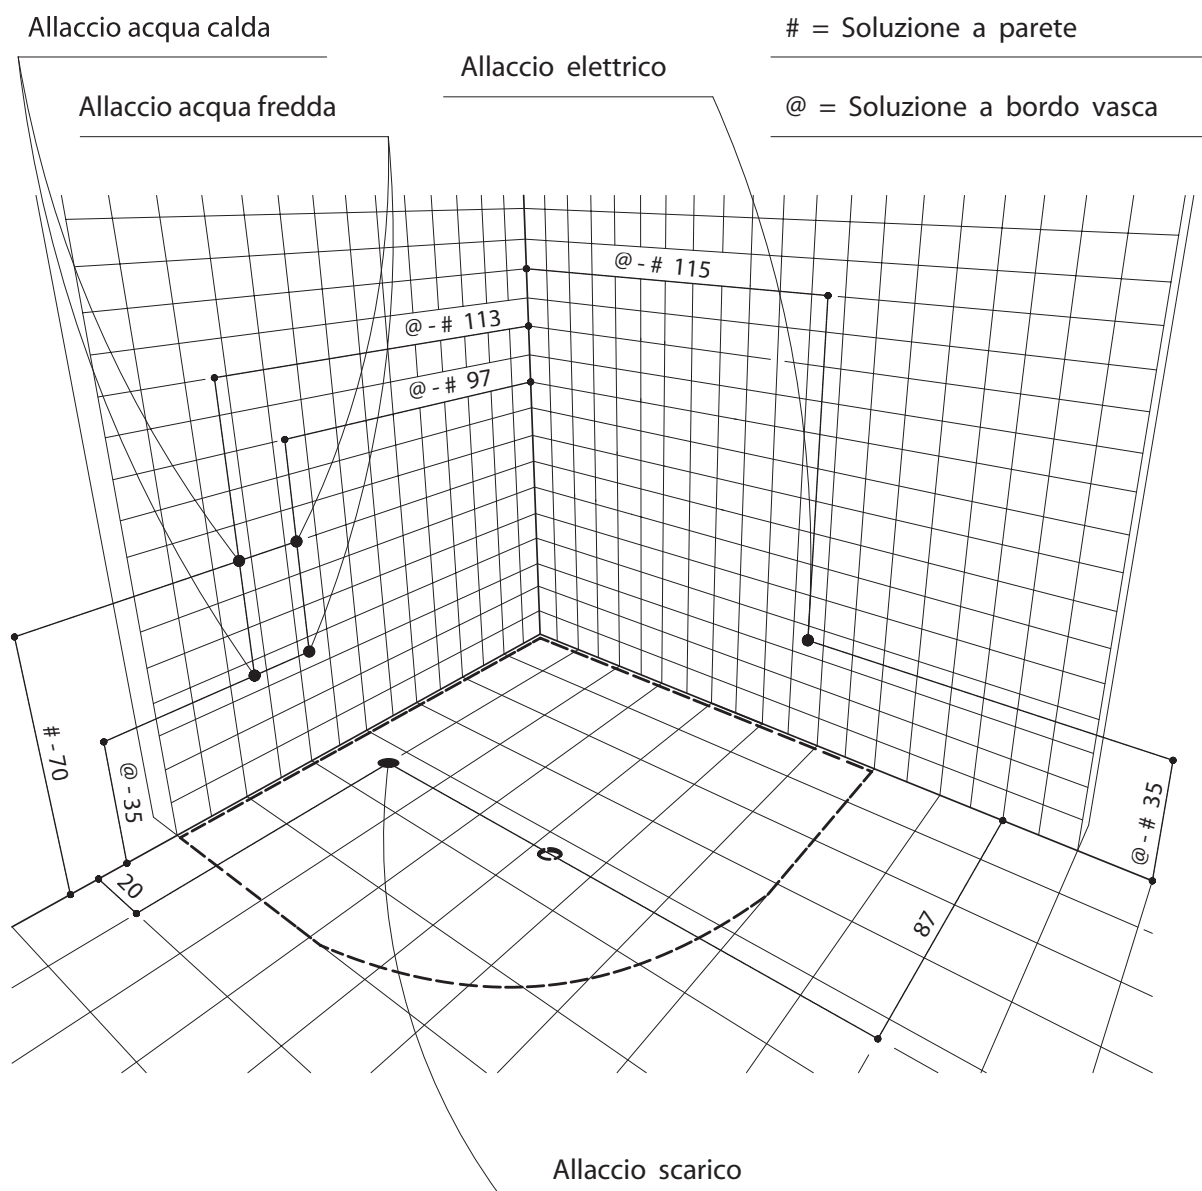 Allaccio acqua calda
# = Soluzione a parete
Allaccio elettrico
Allaccio acqua fredda
@ = Soluzione a bordo vasca
@ - # 115
@ - # 113
@ - # 97
# - 70
@ - 35
@ - # 35
20
87
Allaccio scarico